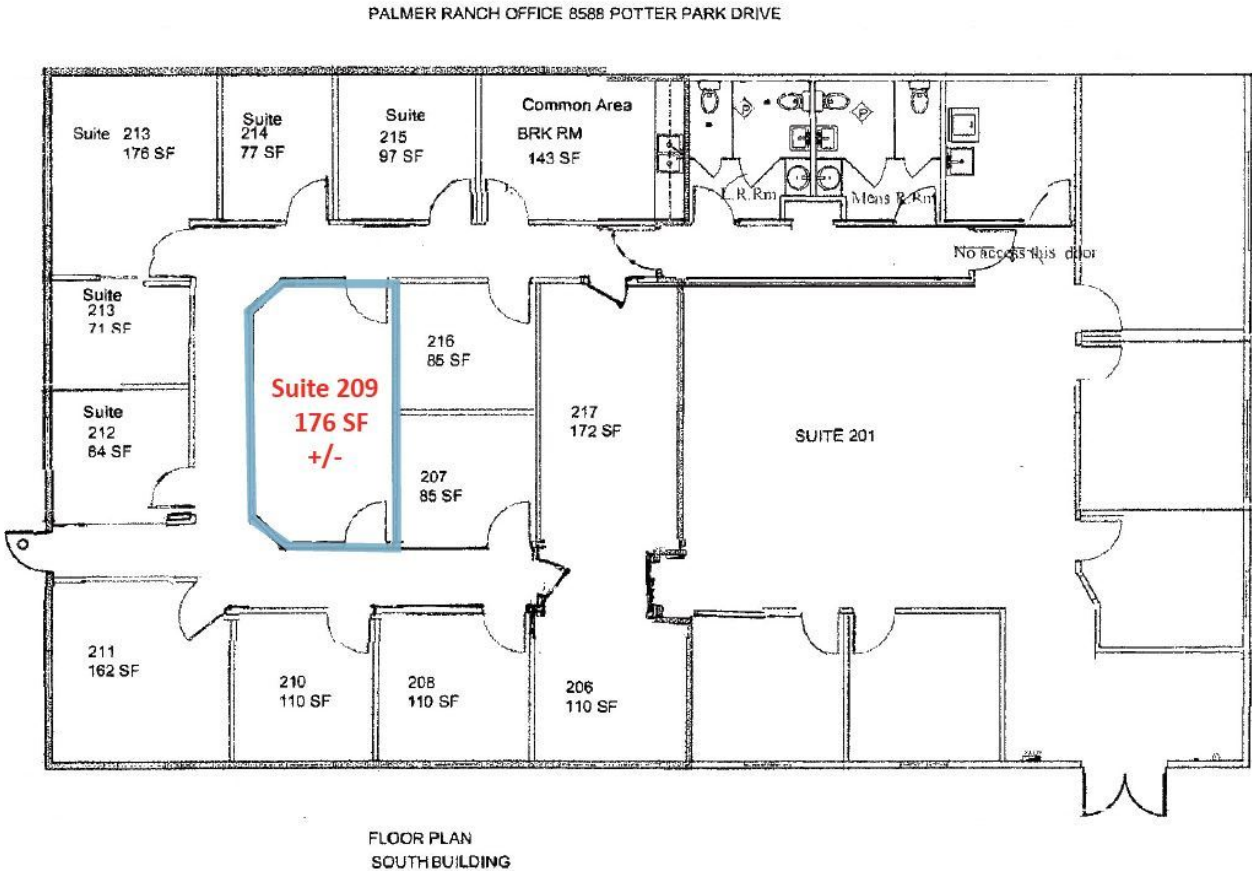 PALMER RANCH OFFICE 8588 POTTER PARK DRIVE
Suite 213
176 SF
Suite
214
77 SF
Suite
215
97 SF
Common Area
BRK RM
143 SF
P
P
L.R.Rm
Mens R.Rm
No access this door
Suite
213
71 SF
Suite 209
176 SF
+/-
216
85 SF
Suite
212
84 SF
217
172 SF
SUITE 201
207
85 SF
211
162 SF
210
110 SF
208
110 SF
206
110 SF
FLOOR PLAN
SOUTH BUILDING